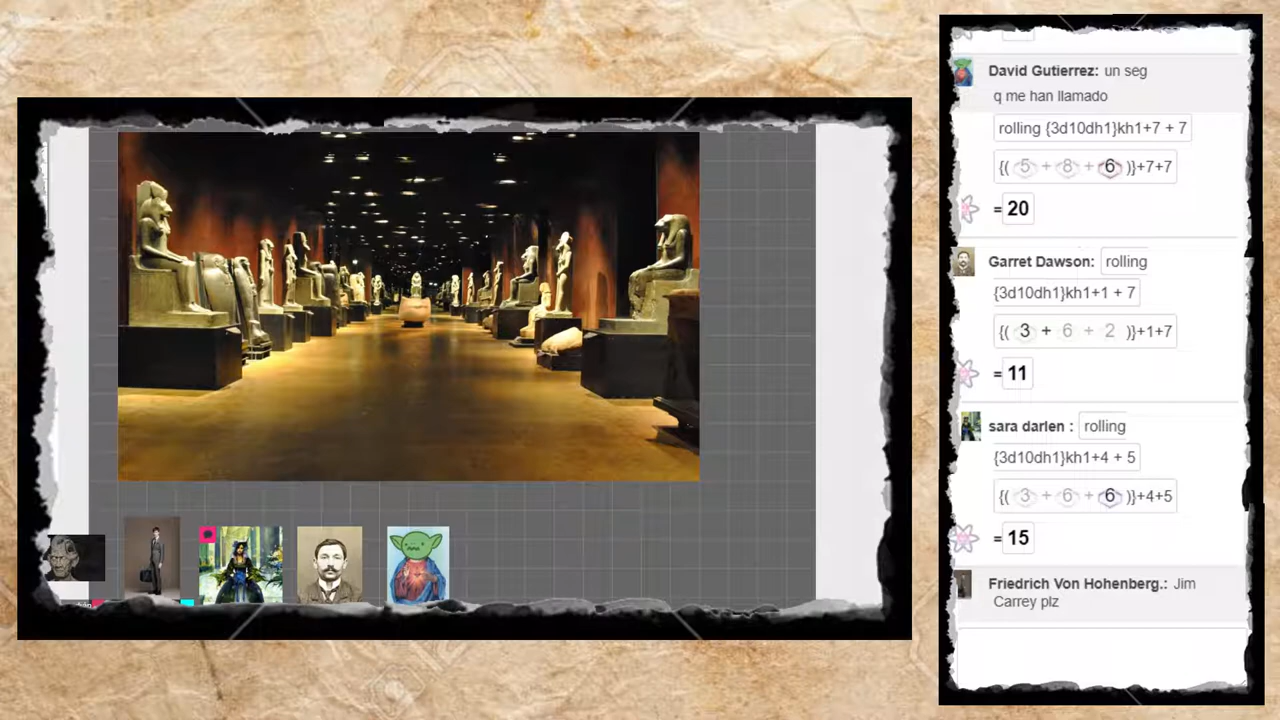 David Gutierrez: un seg
q me han llamado
rolling {3d10dh1}kh1+7 + 7
{( 5 + 8 + 6 )}+7+7
= 20
Garret Dawson: rolling
{3d10dh1}kh1+1 + 7
{( 3 + 6 + 2 )}+1+7
= 11
sara darlen : rolling
{3d10dh1}kh1+4 + 5
{( 3 + 6 + 6 )}+4+5
= 15
Friedrich Von Hohenberg.: Jim
Carrey plz